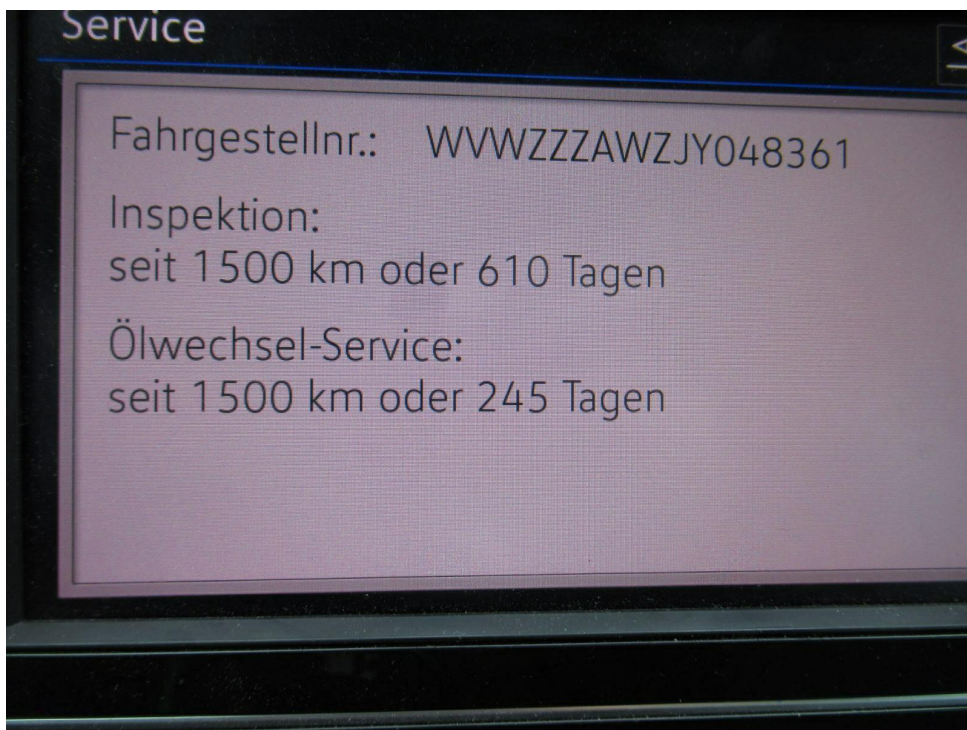 Service
Fahrgestellnr.: WVWZZZAWZJY048361
Inspektion:
seit 1500 km oder 610 Tagen
Ölwechsel-Service:
seit 1500 km oder 245 Tagen